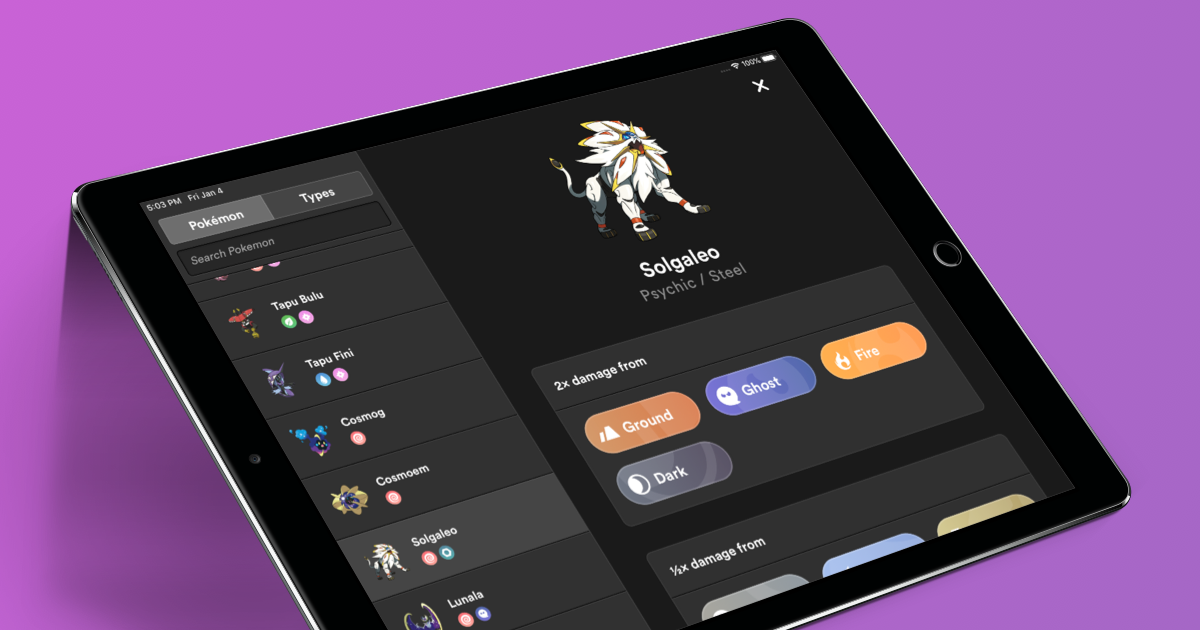 5:03 PM Fri Jan 4
100%
Pokémon
Types
Search Pokemon
Tapu Bulu
Tapu Fini
Cosmog
Cosmoem
Solgaleo
Lunala
Solgaleo
Psychic / Steel
2x damage from
Ground
Ghost
Fire
Dark
½x damage from